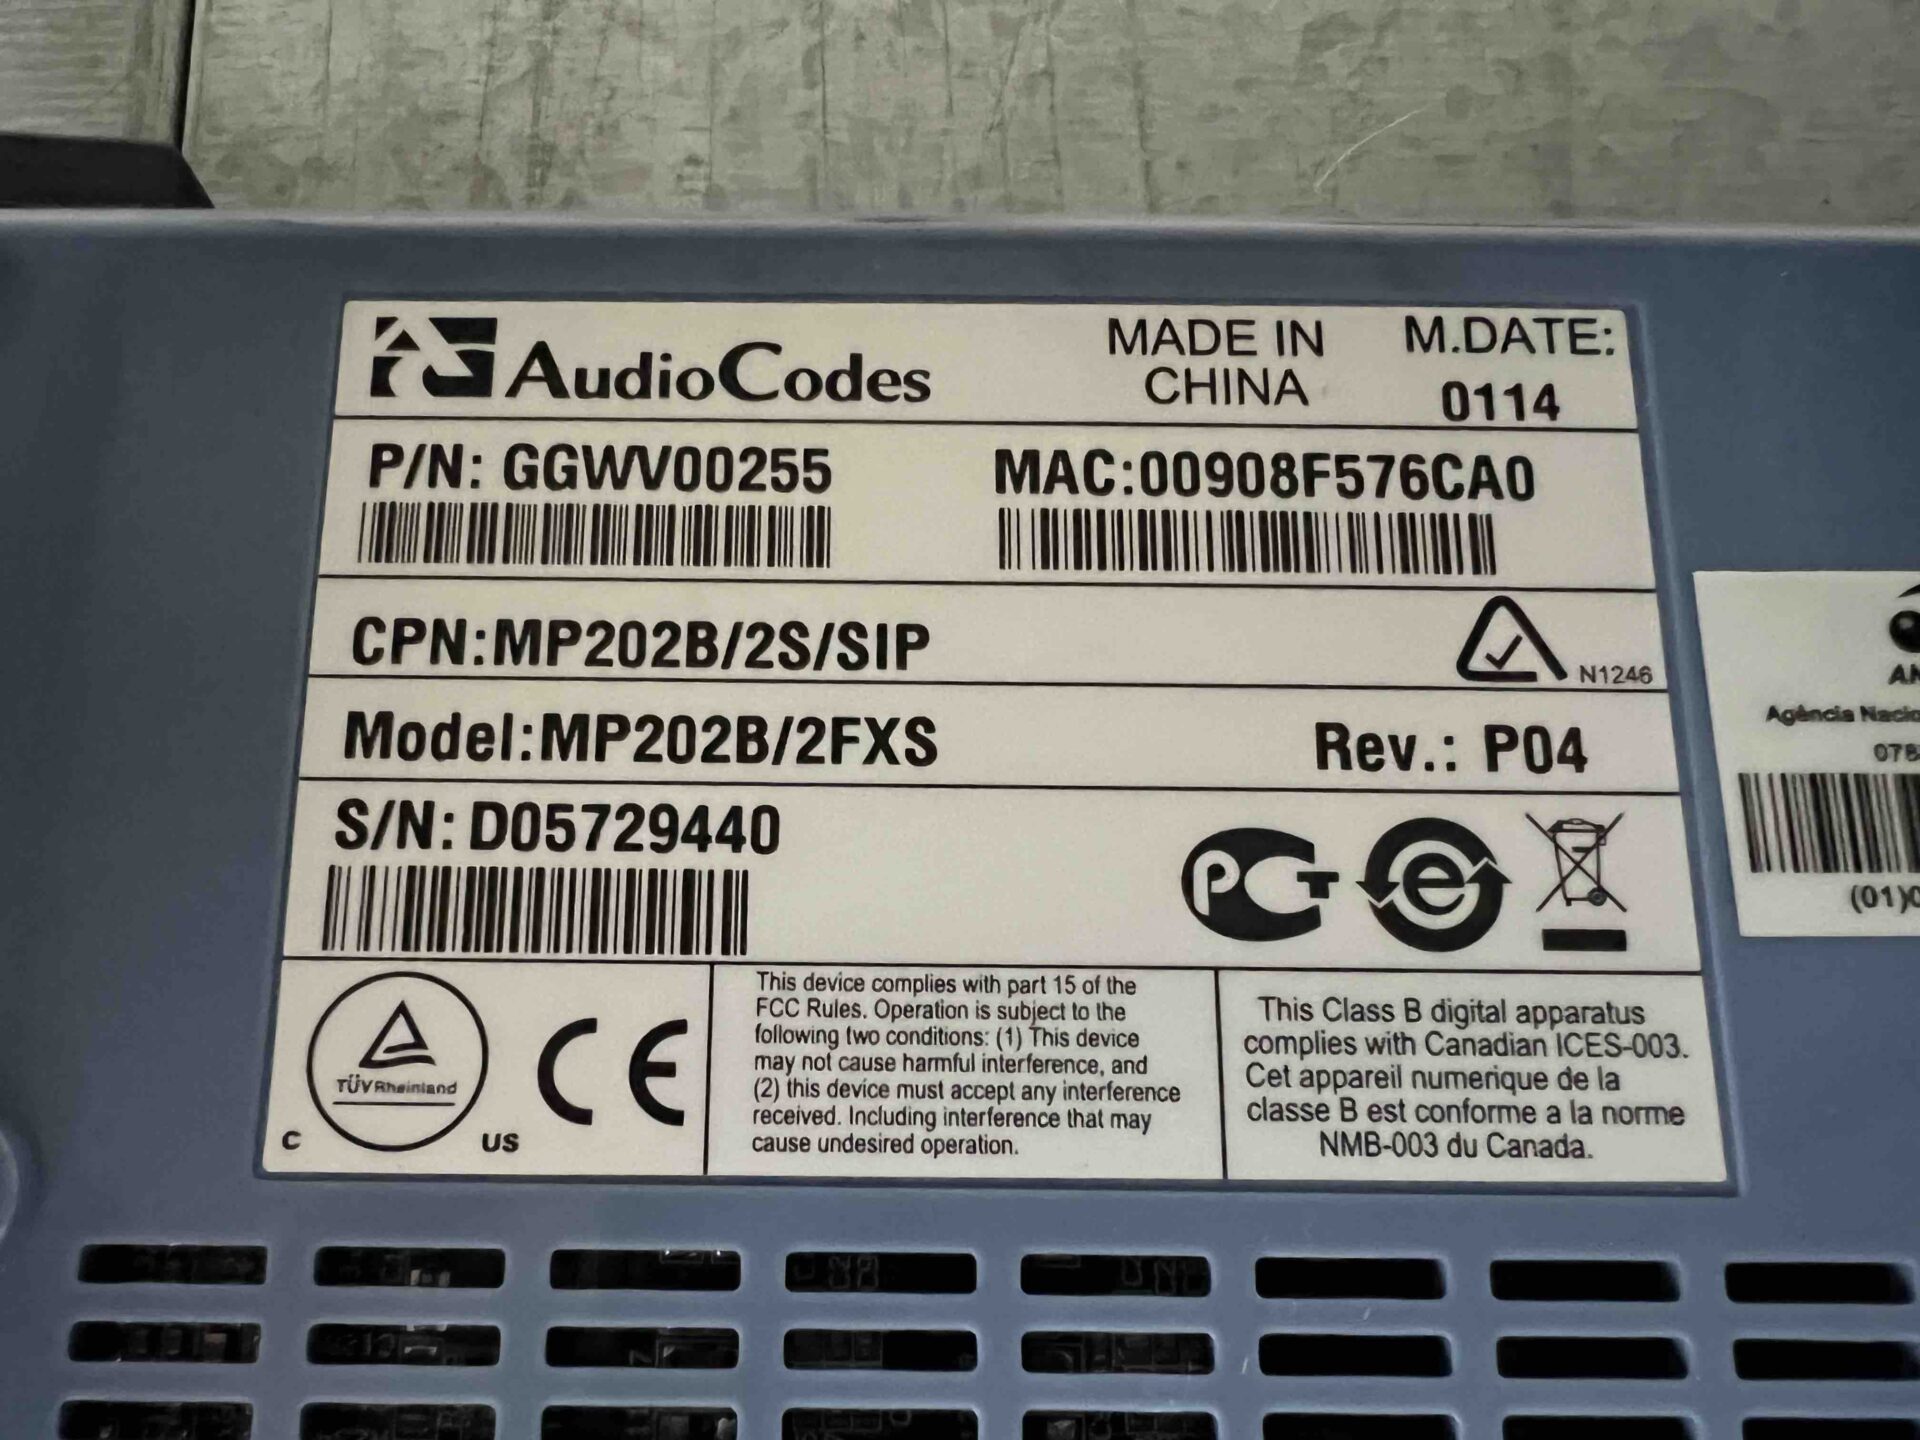 AudioCodes
MADE IN
CHINA
M.DATE:
0114
P/N: GGWV00255
MAC:00908F576CA0
CPN:MP202B/2S/SIP
N1246
Model:MP202B/2FXS
Rev.: P04
S/N: D05729440
PCT
e
TÜVRheinland
C
US
CE
This device complies with part 15 of the
FCC Rules. Operation is subject to the
following two conditions: (1) This device
may not cause harmful interference, and
(2) this device must accept any interference
received. Including interference that may
cause undesired operation.
This Class B digital apparatus
complies with Canadian ICES-003.
Cet appareil numerique de la
classe B est conforme a la norme
NMB-003 du Canada.
Agência
(01)